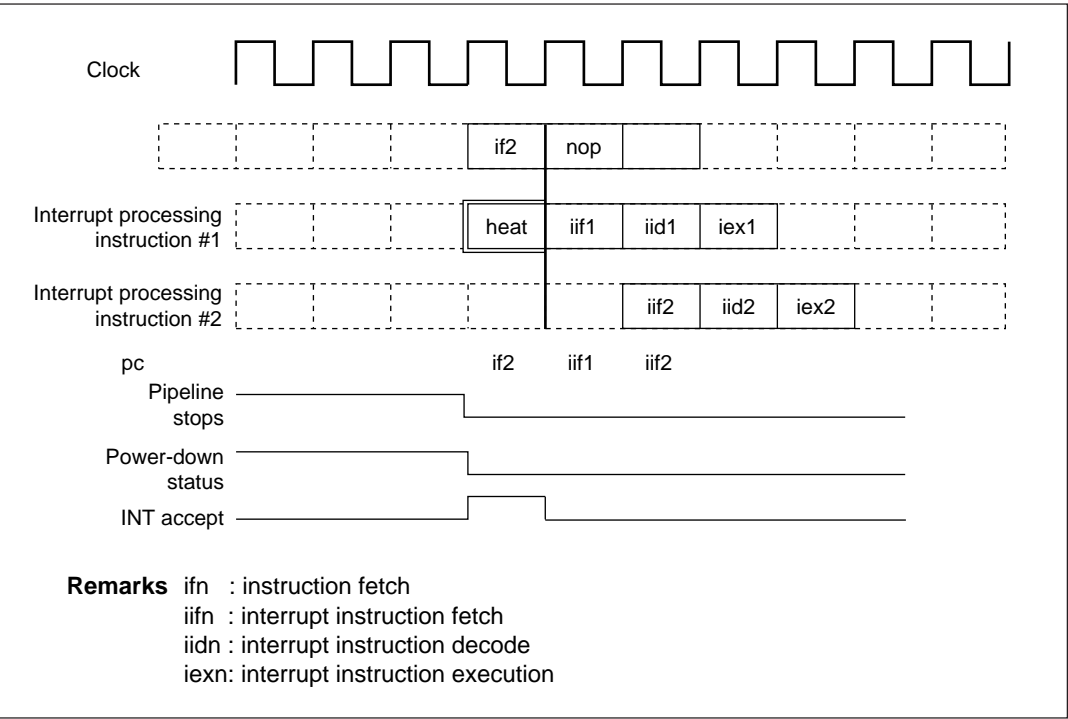 Clock
if2 nop
Interrupt processing
instruction #1
heat iif1 iid1 iex1
Interrupt processing
instruction #2
iif2 iid2 iex2
pc if2 iif1 iif2
Pipeline
stops
Power-down
status
INT accept
Remarks ifn : instruction fetch
iifn : interrupt instruction fetch
iidn : interrupt instruction decode
iexn: interrupt instruction execution